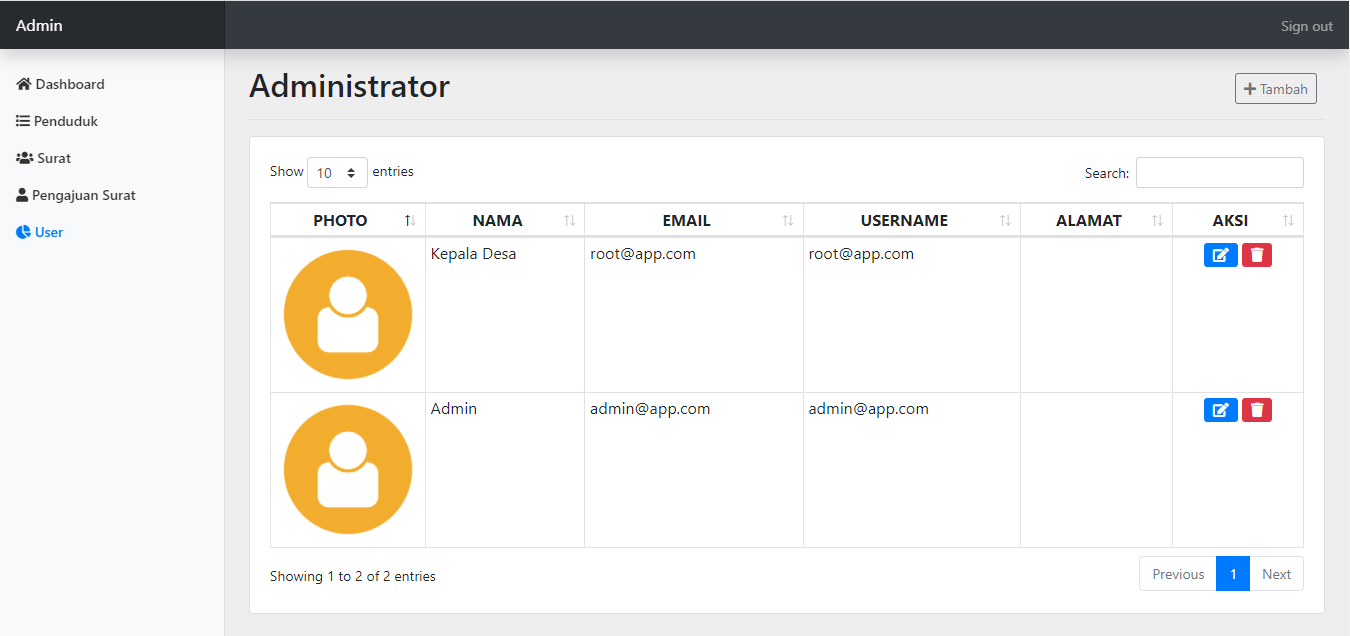 Admin
Sign out
Dashboard
Penduduk
Surat
Pengajuan Surat
User
Administrator
Tambah
Show 10 entries
Search:
PHOTO NAMA EMAIL USERNAME ALAMAT AKSI
Kepala Desa root@app.com root@app.com
Admin admin@app.com admin@app.com
Showing 1 to 2 of 2 entries
Previous 1 Next